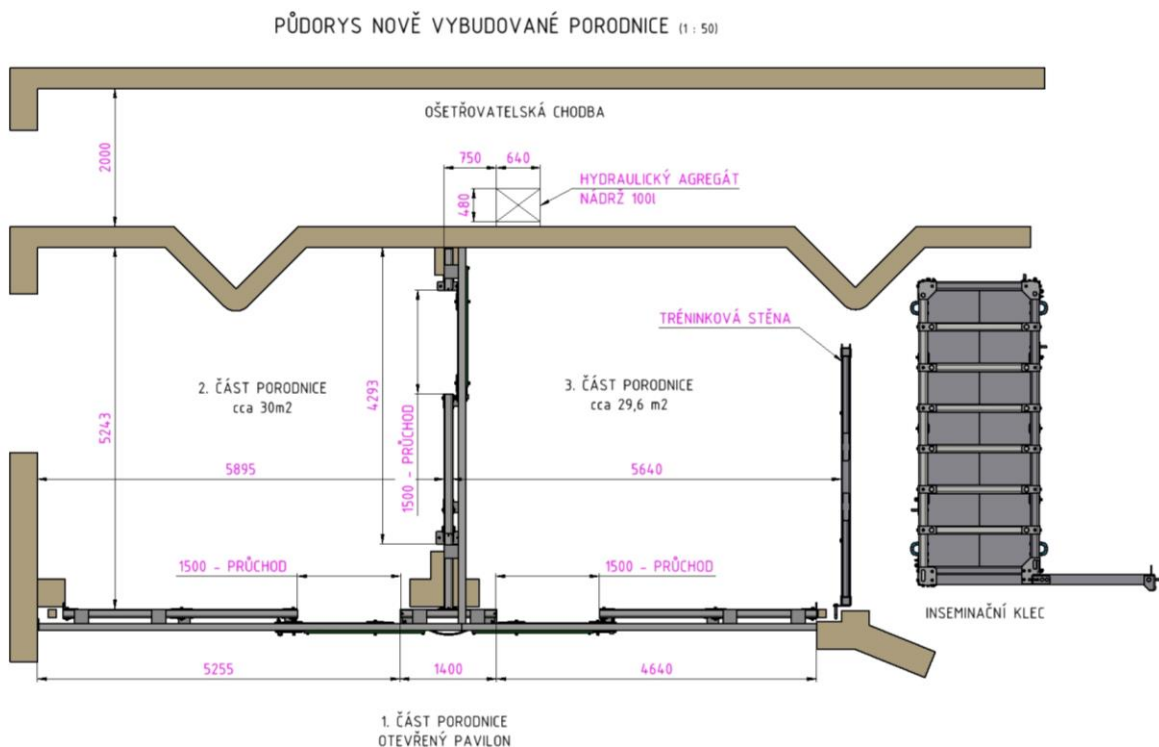 PŮDORYS NOVĚ VYBUDOVANÉ PORODNICE (1 : 50)
OŠETŘOVATELSKÁ CHODBA
2000
750
640
480
HYDRAULICKÝ AGREGÁT
NÁDRŽ 100l
TRÉNINKOVÁ STĚNA
2. ČÁST PORODNICE
cca 30m2
3. ČÁST PORODNICE
cca 29,6 m2
5243
4293
1500 - PRŮCHOD
5895
5640
1500 - PRŮCHOD
1500 - PRŮCHOD
INSEMINAČNÍ KLEC
5255
1400
4640
1. ČÁST PORODNICE
OTEVŘENÝ PAVILON